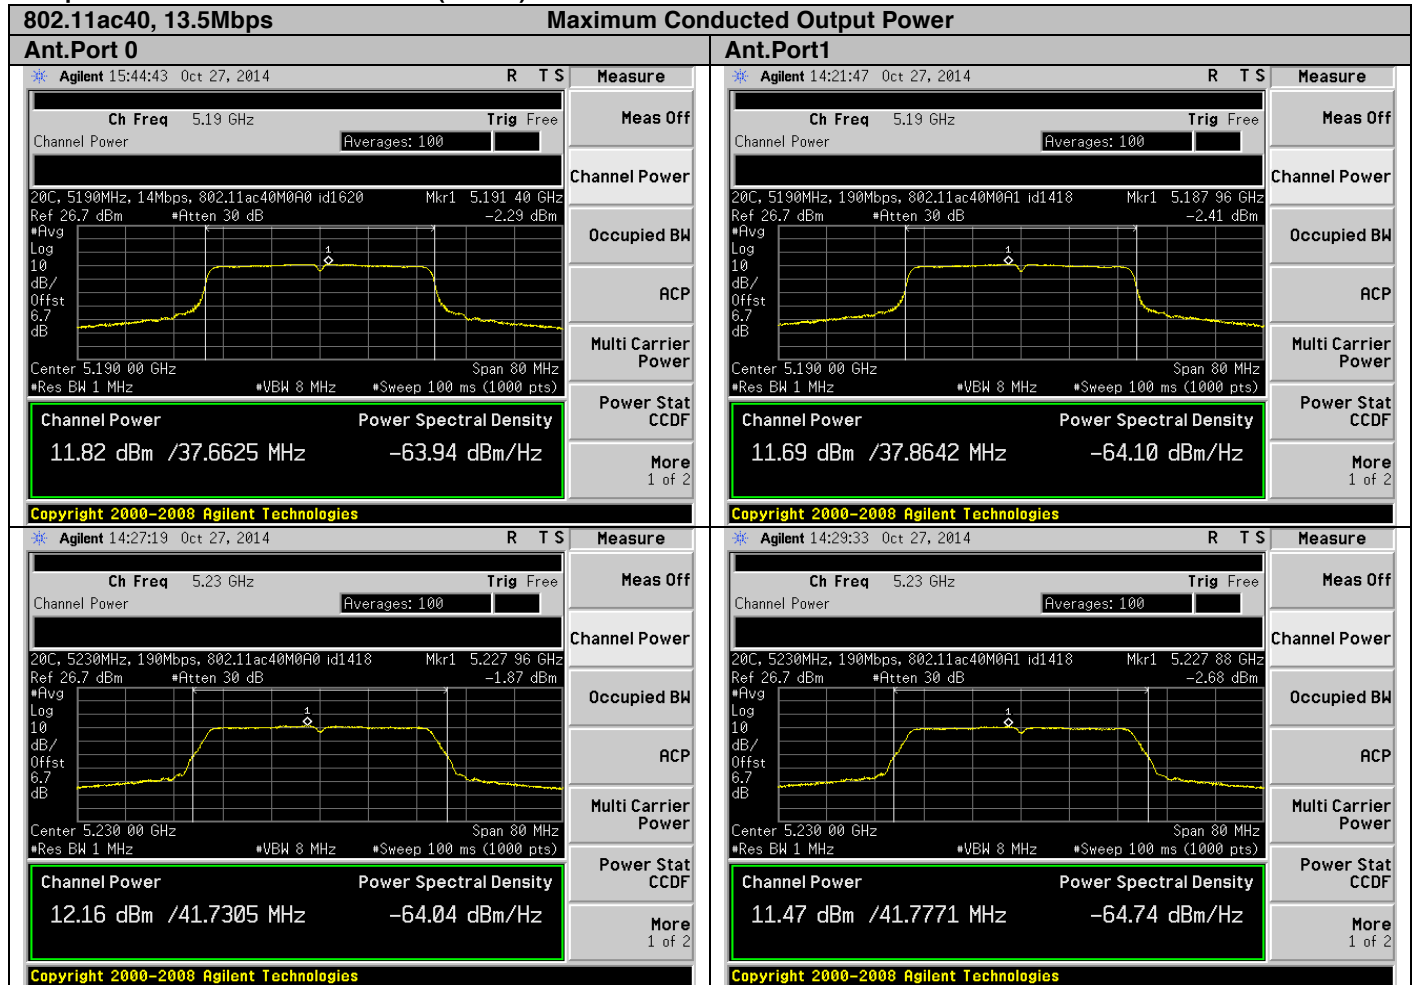 802.11ac40, 13.5Mbps Maximum Conducted Output Power
Ant.Port 0 Ant.Port1
Agilent 15:44:43 Oct 27, 2014 R T S Measure
Ch Freq 5.19 GHz Trig Free Meas Off
Channel Power Averages: 100
Channel Power
20C, 5190MHz, 14Mbps, 802.11ac40M0A0 id1620 Mkr1 5.191 40 GHz
Ref 26.7 dBm #Atten 30 dB -2.29 dBm
#Avg Occupied BW
Log
1
10
dB/ ACP
Offst
6.7
dB
Multi Carrier
Power
Center 5.190 00 GHz Span 80 MHz
#Res BW 1 MHz #VBW 8 MHz #Sweep 100 ms (1000 pts)
Power Stat
CCDF
Channel Power Power Spectral Density
11.82 dBm /37.6625 MHz -63.94 dBm/Hz
More
1 of 2
Copyright 2000-2008 Agilent Technologies
Agilent 14:21:47 Oct 27, 2014 R T S Measure
Ch Freq 5.19 GHz Trig Free Meas Off
Channel Power Averages: 100
Channel Power
20C, 5190MHz, 190Mbps, 802.11ac40M0A1 id1418 Mkr1 5.187 96 GHz
Ref 26.7 dBm #Atten 30 dB -2.41 dBm
#Avg Occupied BW
Log
1
10
dB/ ACP
Offst
6.7
dB
Multi Carrier
Power
Center 5.190 00 GHz Span 80 MHz
#Res BW 1 MHz #VBW 8 MHz #Sweep 100 ms (1000 pts)
Power Stat
CCDF
Channel Power Power Spectral Density
11.69 dBm /37.8642 MHz -64.10 dBm/Hz
More
1 of 2
Copyright 2000-2008 Agilent Technologies
Agilent 14:27:19 Oct 27, 2014 R T S Measure
Ch Freq 5.23 GHz Trig Free Meas Off
Channel Power Averages: 100
Channel Power
20C, 5230MHz, 190Mbps, 802.11ac40M0A0 id1418 Mkr1 5.227 96 GHz
Ref 26.7 dBm #Atten 30 dB -1.87 dBm
#Avg Occupied BW
Log
1
10
dB/ ACP
Offst
6.7
dB
Multi Carrier
Power
Center 5.230 00 GHz Span 80 MHz
#Res BW 1 MHz #VBW 8 MHz #Sweep 100 ms (1000 pts)
Power Stat
CCDF
Channel Power Power Spectral Density
12.16 dBm /41.7305 MHz -64.04 dBm/Hz
More
1 of 2
Copyright 2000-2008 Agilent Technologies
Agilent 14:29:33 Oct 27, 2014 R T S Measure
Ch Freq 5.23 GHz Trig Free Meas Off
Channel Power Averages: 100
Channel Power
20C, 5230MHz, 190Mbps, 802.11ac40M0A1 id1418 Mkr1 5.227 88 GHz
Ref 26.7 dBm #Atten 30 dB -2.68 dBm
#Avg Occupied BW
Log
1
10
dB/ ACP
Offst
6.7
dB
Multi Carrier
Power
Center 5.230 00 GHz Span 80 MHz
#Res BW 1 MHz #VBW 8 MHz #Sweep 100 ms (1000 pts)
Power Stat
CCDF
Channel Power Power Spectral Density
11.47 dBm /41.7771 MHz -64.74 dBm/Hz
More
1 of 2
Copyright 2000-2008 Agilent Technologies